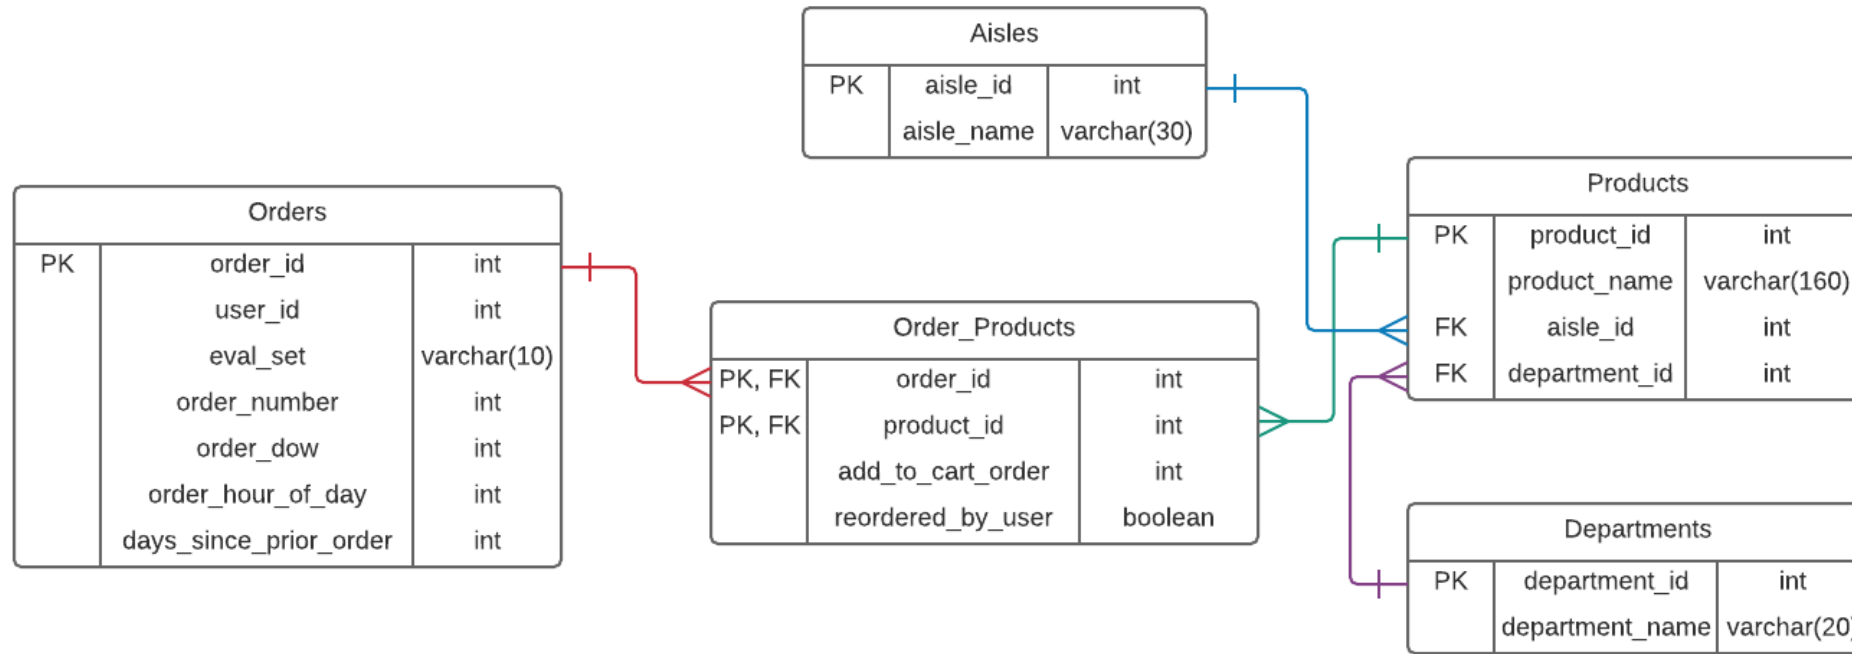 Aisles
PK aisle_id int
aisle_name varchar(30)
Orders
PK order_id int
user_id int
eval_set varchar(10)
order_number int
order_dow int
order_hour_of_day int
days_since_prior_order int
Order_Products
PK, FK order_id int
PK, FK product_id int
add_to_cart_order int
reordered_by_user boolean
Products
PK product_id int
product_name varchar(160)
FK aisle_id int
FK department_id int
Departments
PK department_id int
department_name varchar(20)